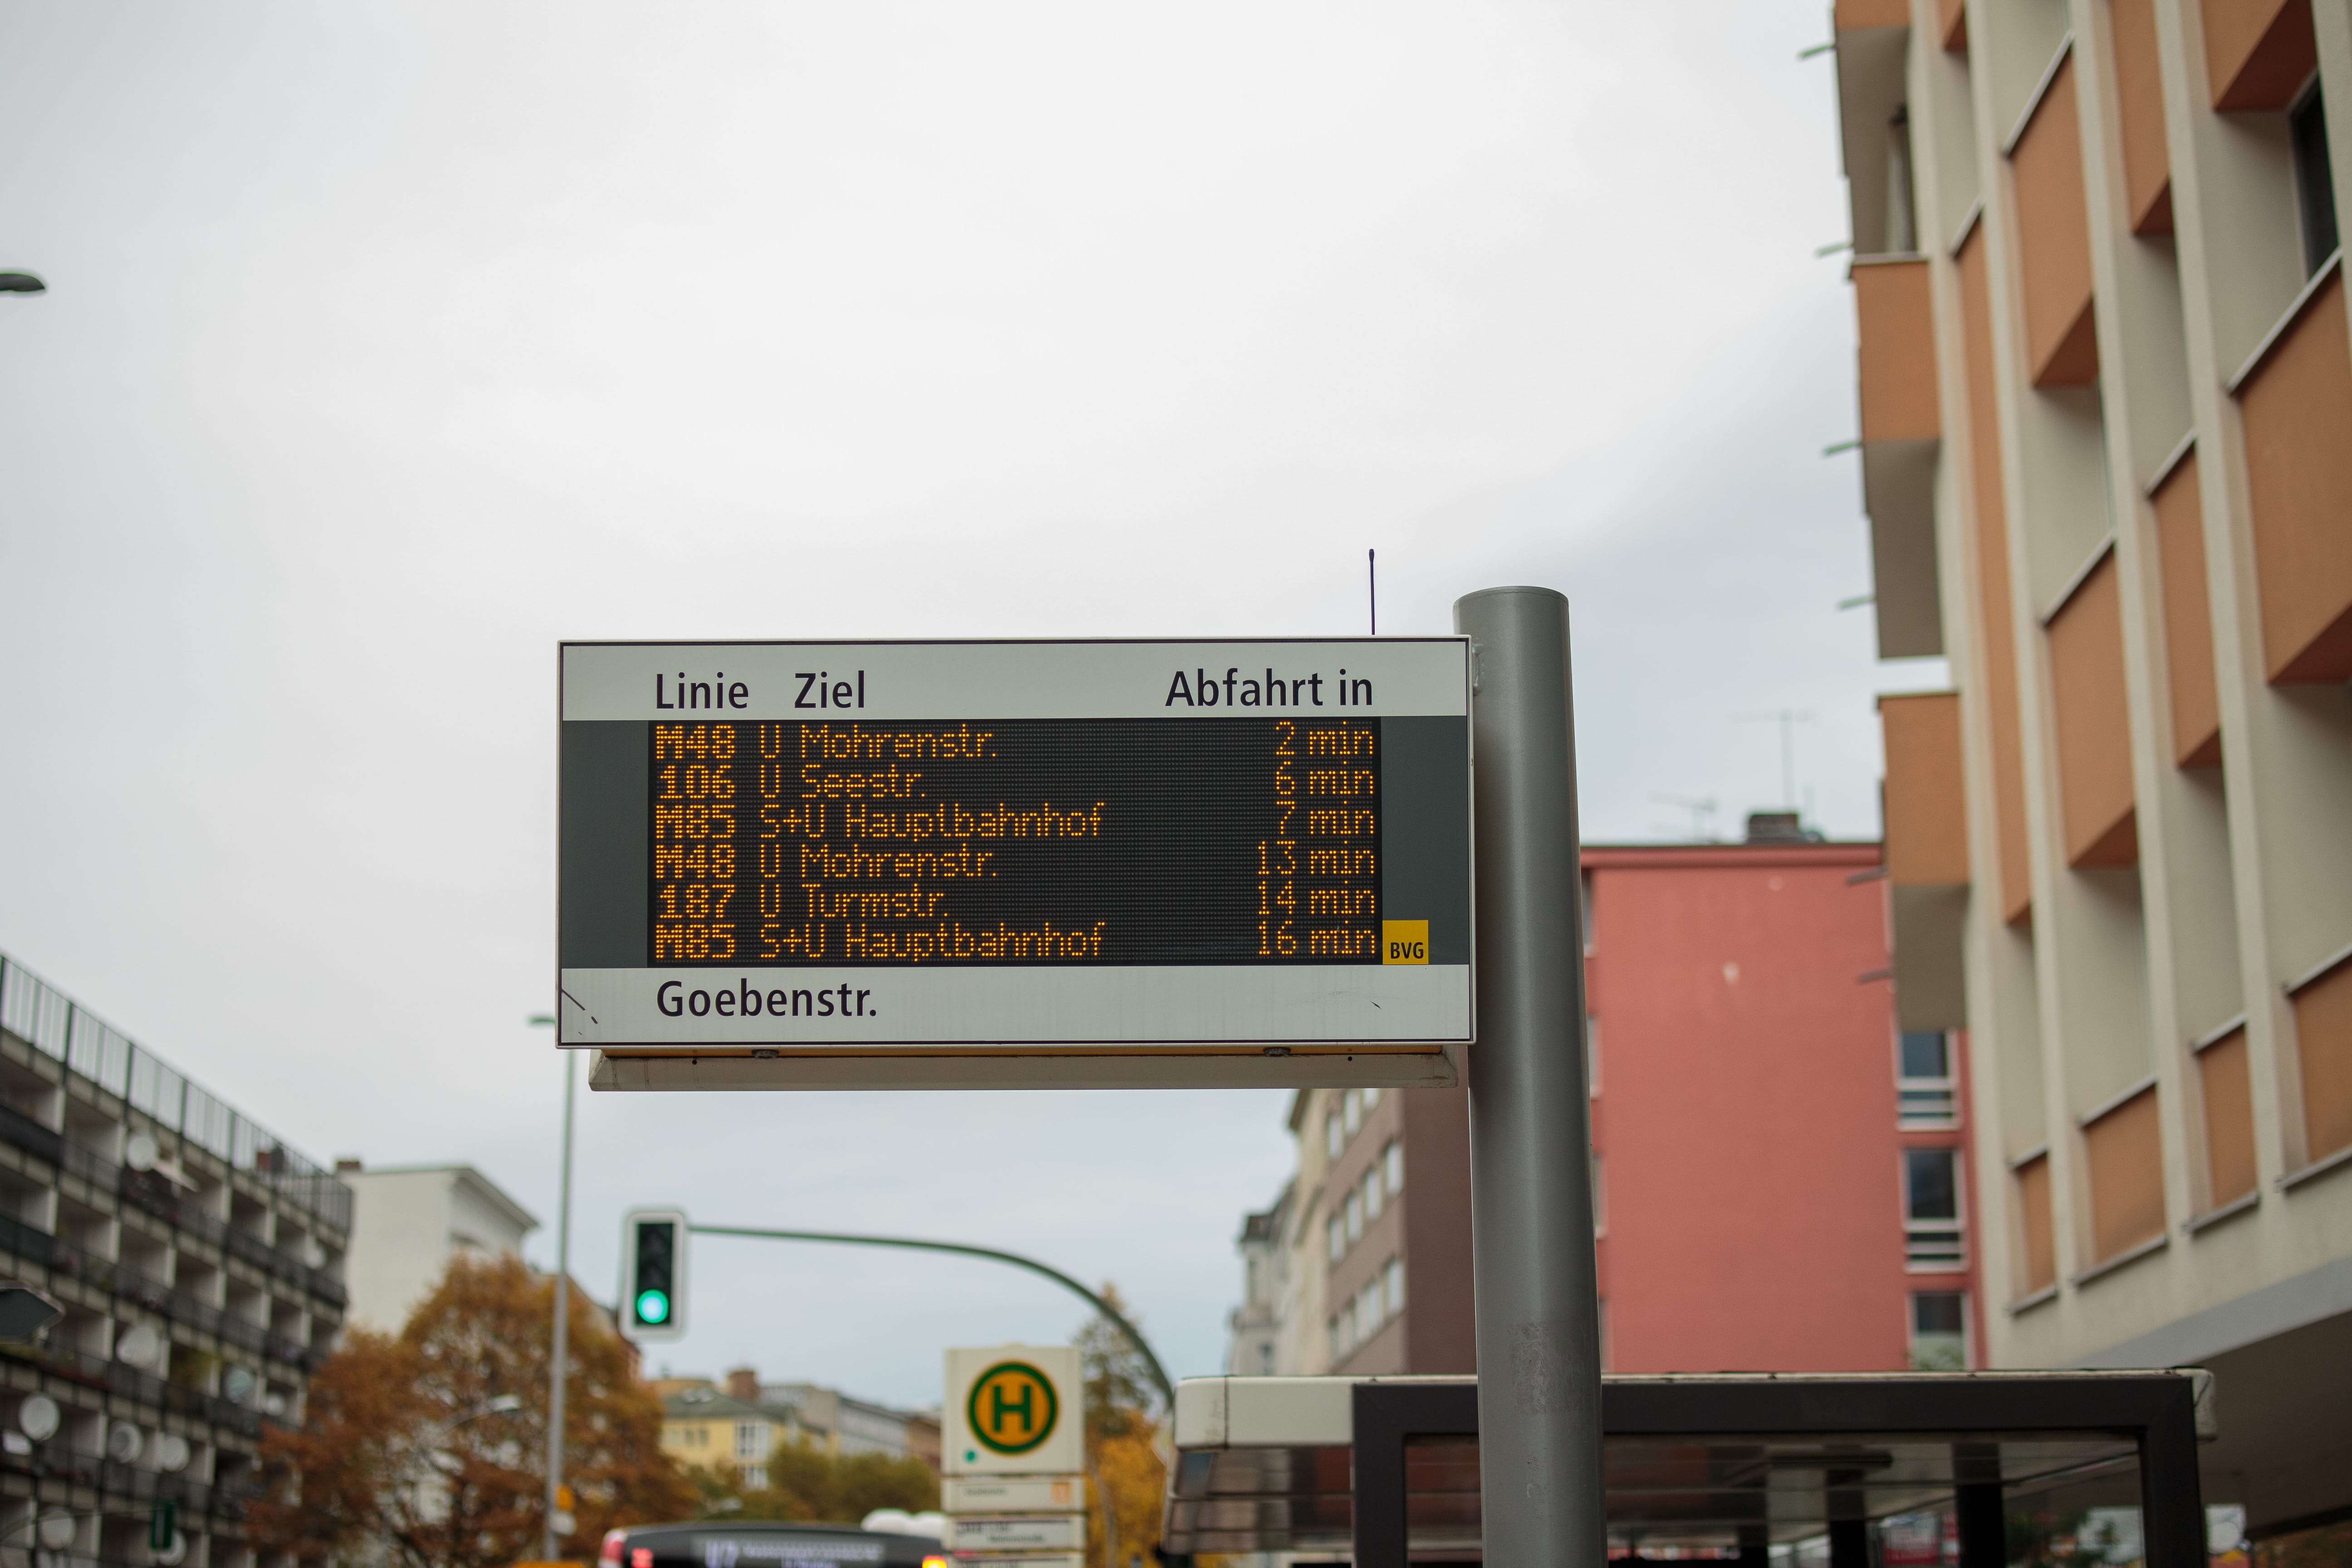 Linie Ziel Abfahrt in
M48 U Mohrenstr. 2 min
106 U Seestr. 6 min
M85 S+U Hauptbahnhof 7 min
M48 U Mohrenstr. 13 min
187 U Turmstr. 14 min
M85 S+U Hauptbahnhof 16 min
BVG
Goebenstr.
H